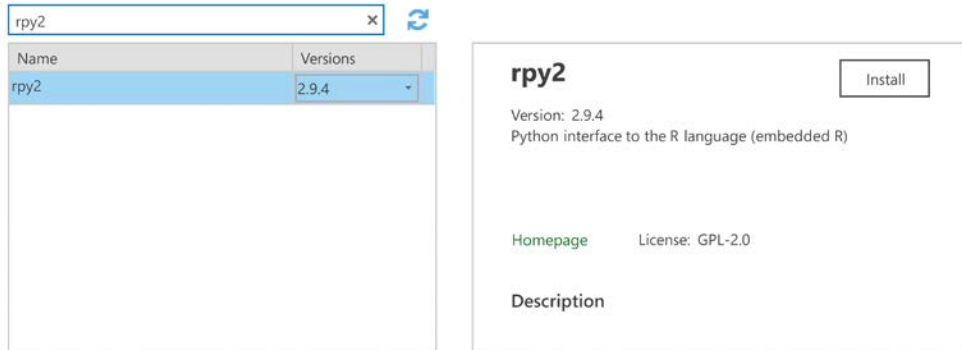 rpy2
Name Versions
rpy2 2.9.4
rpy2
Install
Version: 2.9.4
Python interface to the R language (embedded R)
Homepage License: GPL-2.0
Description